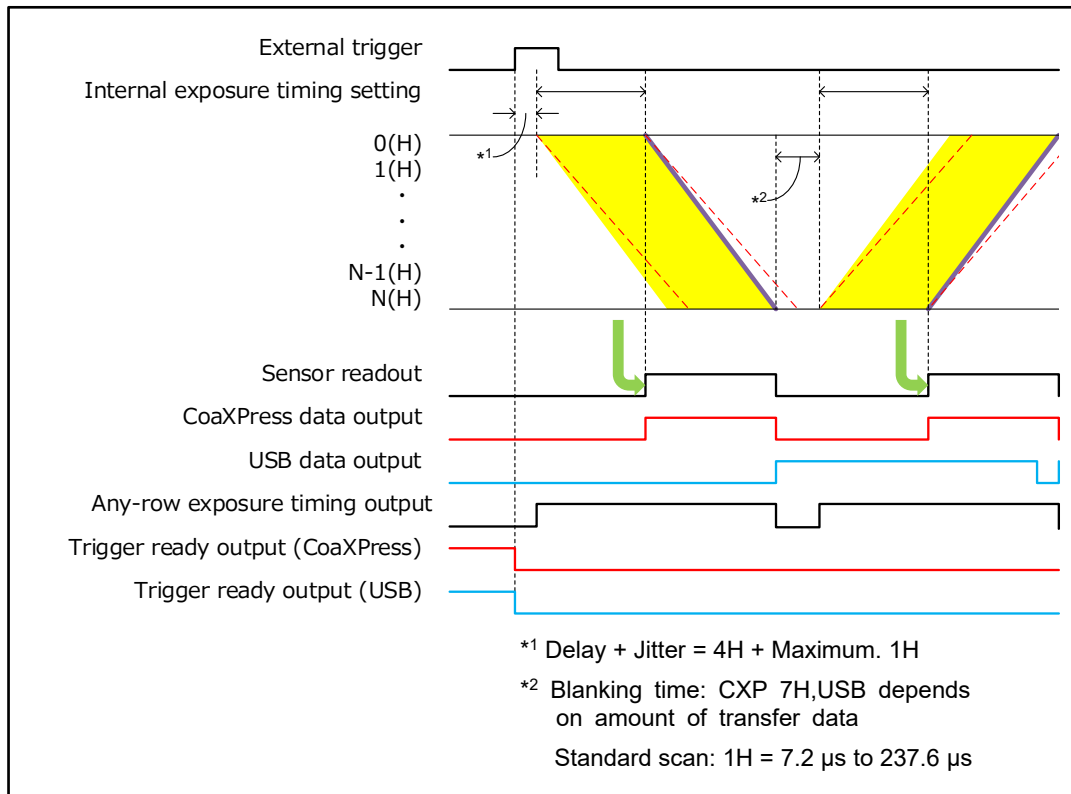 External trigger
Internal exposure timing setting
*1
0(H)
1(H)
·
·
·
N-1(H)
N(H)
*2
Sensor readout
CoaXPress data output
USB data output
Any-row exposure timing output
Trigger ready output (CoaXPress)
Trigger ready output (USB)
*1 Delay + Jitter = 4H + Maximum. 1H
*2 Blanking time: CXP 7H,USB depends
on amount of transfer data
Standard scan: 1H = 7.2 μs to 237.6 μs